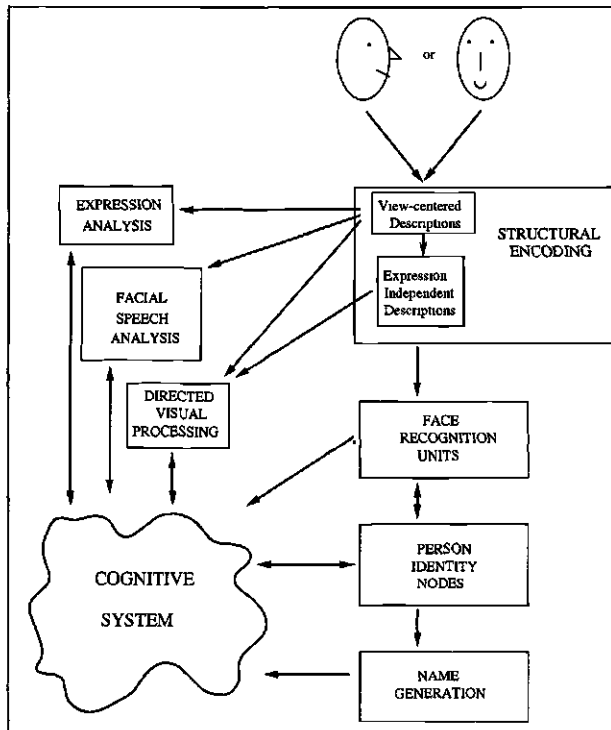 or
View-centered
Descriptions
STRUCTURAL
ENCODING
EXPRESSION
ANALYSIS
Expression
Independent
Descriptions
FACIAL
SPEECH
ANALYSIS
DIRECTED
VISUAL
PROCESSING
FACE
RECOGNITION
UNITS
COGNITIVE
SYSTEM
PERSON
IDENTITY
NODES
NAME
GENERATION